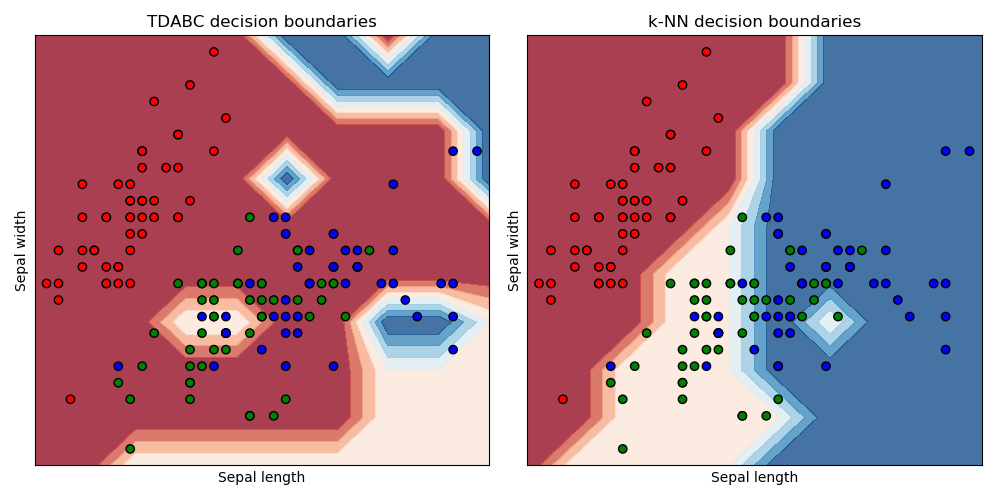 TDABC decision boundaries
k-NN decision boundaries
Sepal width
Sepal width
Sepal length
Sepal length